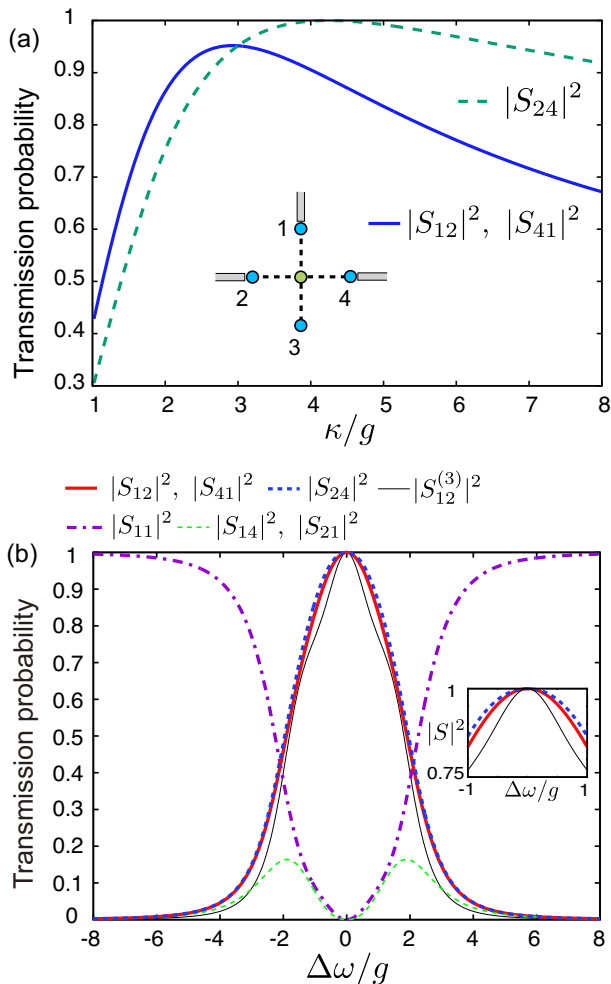 (a)
Transmission probability
1
0.9
0.8
0.7
0.6
0.5
0.4
0.3
|S₂₄|²
|S₁₂|², |S₄₁|²
1
2
4
3
1 2 3 4 5 6 7 8
κ/g
|S₁₂|², |S₄₁|² |S₂₄|² |S₁₂⁽³⁾|²
|S₁₁|² |S₁₄|², |S₂₁|²
(b)
Transmission probability
1
0.9
0.8
0.7
0.6
0.5
0.4
0.3
0.2
0.1
0
1
|S|²
0.75
-1 Δω/g 1
-8 -6 -4 -2 0 2 4 6 8
Δω/g